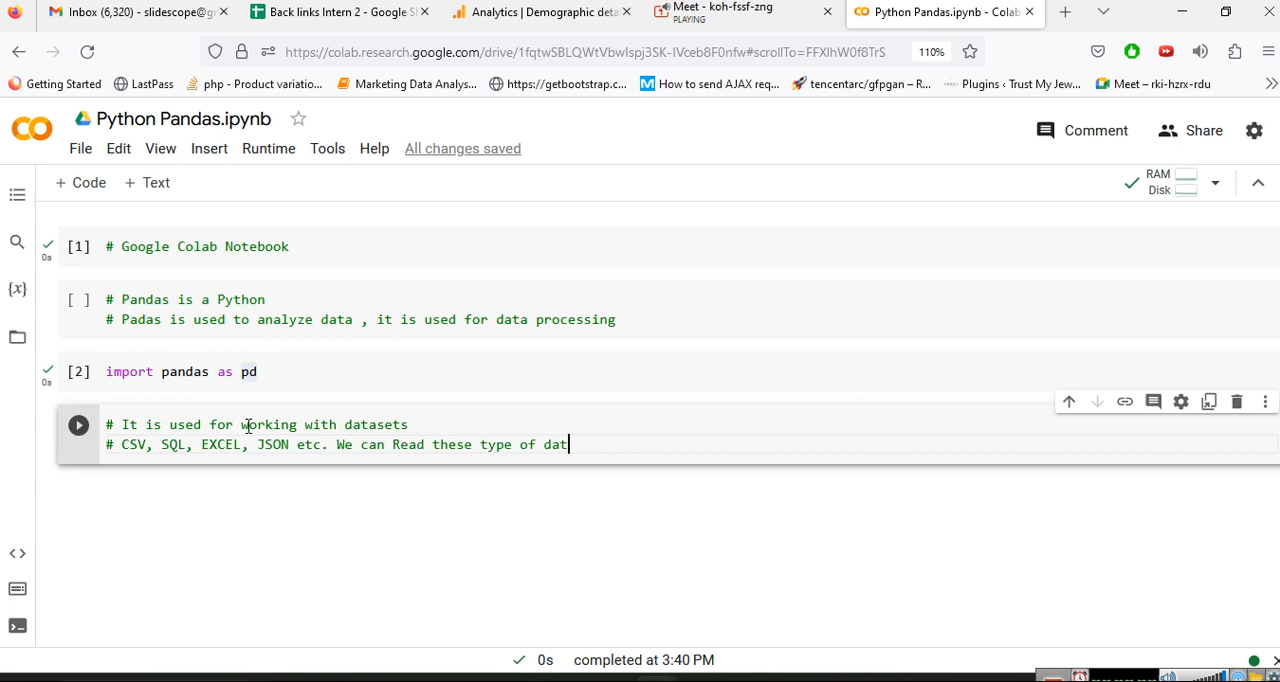 Inbox (6,320) - slidescope@gr
Back links Intern 2 - Google S
Analytics | Demographic deta
Meet - koh-fssf-zng
PLAYING
Python Pandas.ipynb - Colab
https://colab.research.google.com/drive/1fqtwSBLQWtVbwIspj3SK-IVceb8F0nfw#scrollTo=FFXIhW0f8TrS
110%
Getting Started
LastPass
php - Product variatio...
Marketing Data Analys...
https://getbootstrap.c...
How to send AJAX req...
tencentarc/gfpgan – R...
Plugins ‹ Trust My Jew...
Meet – rki-hzrx-rdu
Python Pandas.ipynb
Comment
Share
File Edit View Insert Runtime Tools Help All changes saved
+ Code + Text
RAM
Disk
[1] # Google Colab Notebook
0s
[ ] # Pandas is a Python
# Padas is used to analyze data , it is used for data processing
[2] import pandas as pd
0s
# It is used for working with datasets
# CSV, SQL, EXCEL, JSON etc. We can Read these type of dat
{x}
0s completed at 3:40 PM